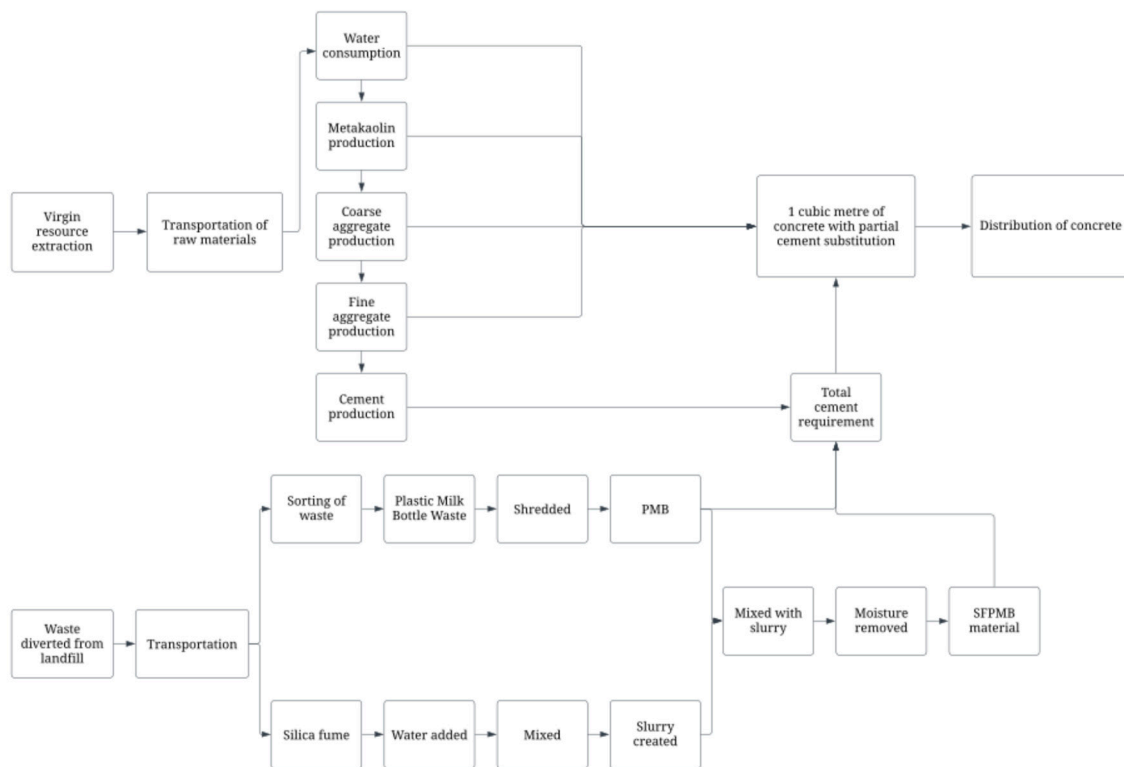 Water
consumption
Metakaolin
production
Virgin
resource
extraction
Transportation of
raw materials
Coarse
aggregate
production
1 cubic metre of
concrete with partial
cement substitution
Distribution of concrete
Fine
aggregate
production
Cement
production
Total
cement
requirement
Sorting of
waste
Plastic Milk
Bottle Waste
Shredded
PMB
Waste
diverted from
landfill
Transportation
Mixed with
slurry
Moisture
removed
SFPMB
material
Silica fume
Water added
Mixed
Slurry
created